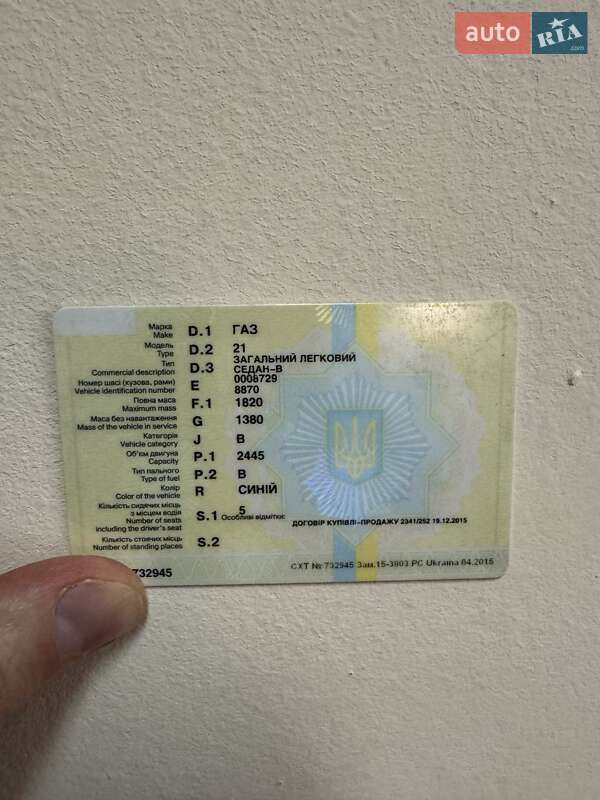 auto RIA .com
Марка D.1 ГАЗ
Make
Модель D.2 21
Type
Тип D.3 ЗАГАЛЬНИЙ ЛЕГКОВИЙ
Commercial description СЕДАН-В
Номер шасі (кузова, рами) E 0008729
Vehicle identification number 8870
Повна маса F.1 1820
Maximum mass
Маса без навантаження G 1380
Mass of the vehicle in service
Категорія J B
Vehicle category
Об'єм двигуна P.1 2445
Capacity
Тип пального P.2 B
Type of fuel
Колір R СИНІЙ
Color of the vehicle
Кількість сидячих місць S.1 5
з місцем водія Особливі відмітки:
Number of seats ДОГОВІР КУПІВЛІ-ПРОДАЖУ 2341/252 19.12.2015
including the driver's seat
Кількість стоячих місць S.2
Number of standing places
732945
СХТ № 732945 Зам.15-3803 РС Ukraina 04.2015